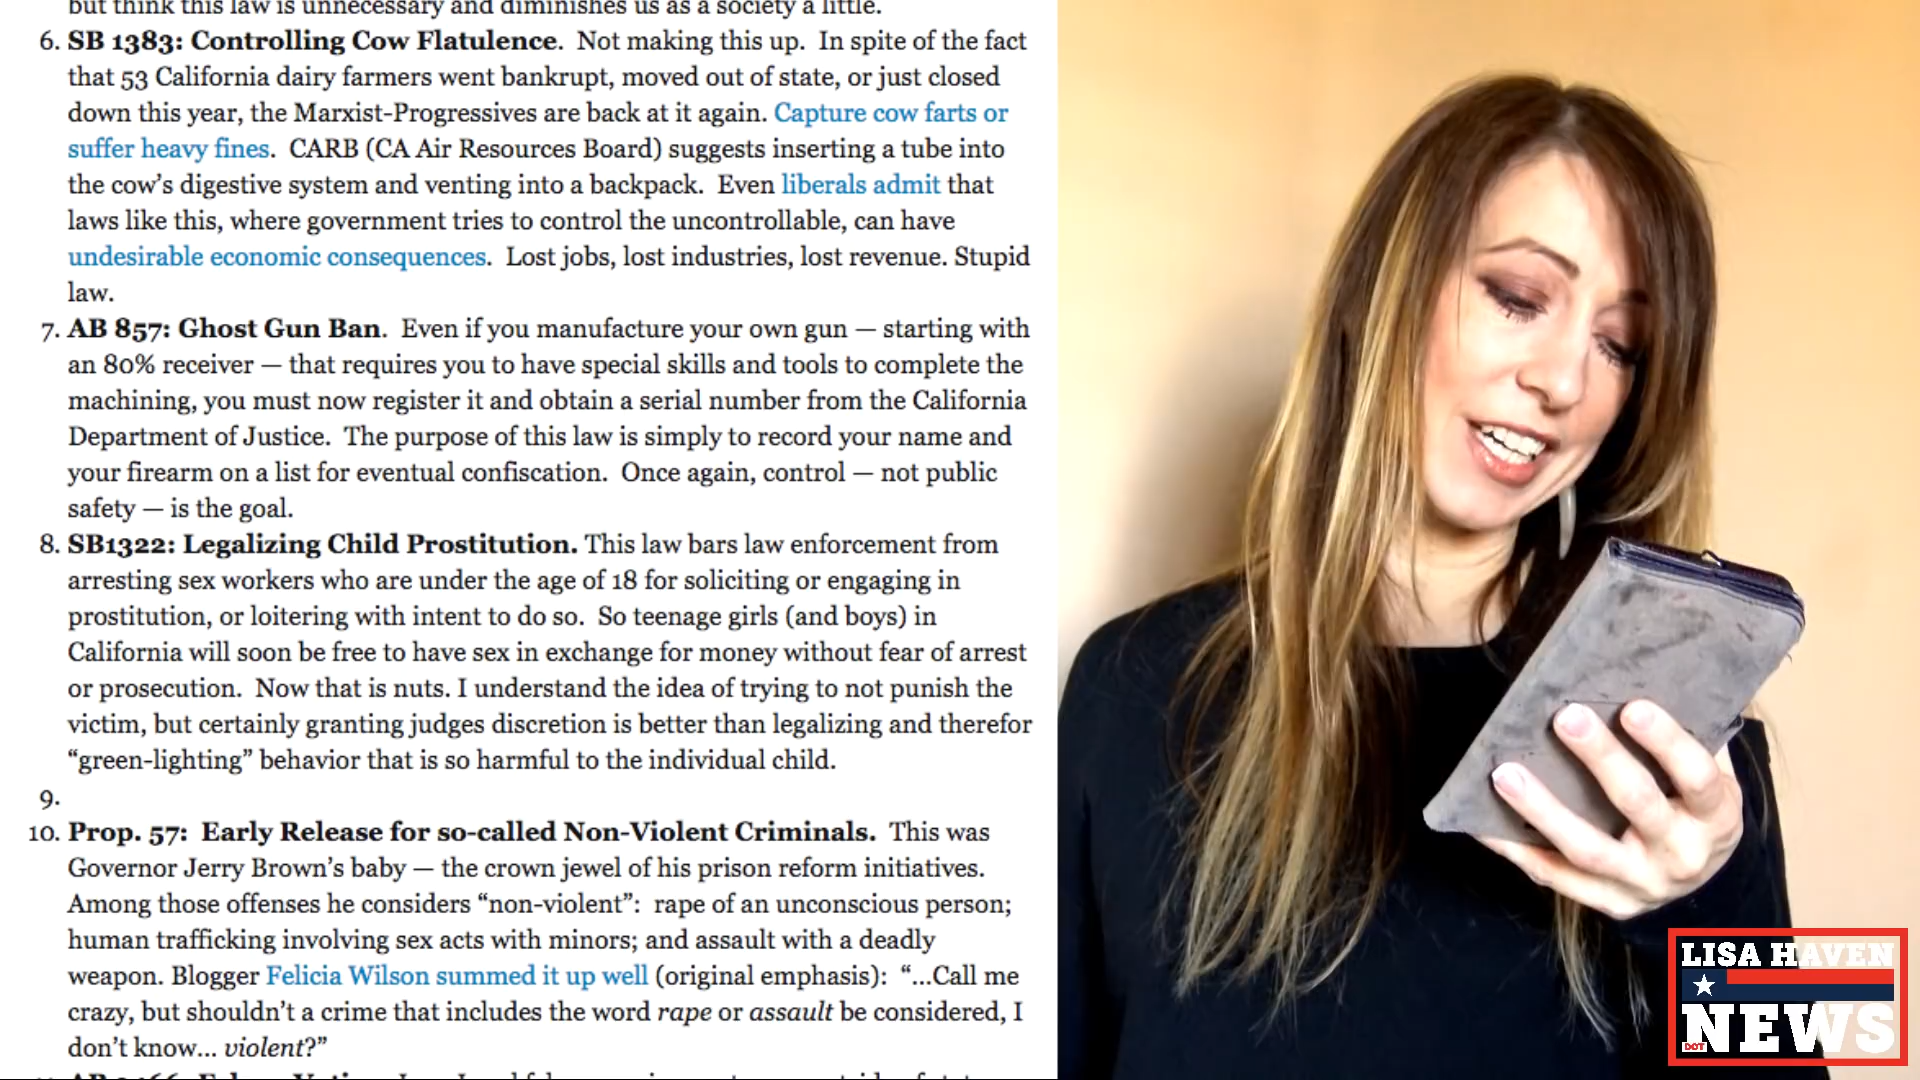 but think this law is unnecessary and diminishes us as a society a little.
6. SB 1383: Controlling Cow Flatulence.  Not making this up.  In spite of the fact
that 53 California dairy farmers went bankrupt, moved out of state, or just closed
down this year, the Marxist-Progressives are back at it again. Capture cow farts or
suffer heavy fines.  CARB (CA Air Resources Board) suggests inserting a tube into
the cow’s digestive system and venting into a backpack.  Even liberals admit that
laws like this, where government tries to control the uncontrollable, can have
undesirable economic consequences.  Lost jobs, lost industries, lost revenue. Stupid
law.
7. AB 857: Ghost Gun Ban.  Even if you manufacture your own gun — starting with
an 80% receiver — that requires you to have special skills and tools to complete the
machining, you must now register it and obtain a serial number from the California
Department of Justice.  The purpose of this law is simply to record your name and
your firearm on a list for eventual confiscation.  Once again, control — not public
safety — is the goal.
8. SB1322: Legalizing Child Prostitution. This law bars law enforcement from
arresting sex workers who are under the age of 18 for soliciting or engaging in
prostitution, or loitering with intent to do so.  So teenage girls (and boys) in
California will soon be free to have sex in exchange for money without fear of arrest
or prosecution.  Now that is nuts. I understand the idea of trying to not punish the
victim, but certainly granting judges discretion is better than legalizing and therefor
“green-lighting” behavior that is so harmful to the individual child.
9.
10. Prop. 57:  Early Release for so-called Non-Violent Criminals.  This was
Governor Jerry Brown’s baby — the crown jewel of his prison reform initiatives.
Among those offenses he considers “non-violent”:  rape of an unconscious person;
human trafficking involving sex acts with minors; and assault with a deadly
weapon. Blogger Felicia Wilson summed it up well (original emphasis):  “…Call me
crazy, but shouldn’t a crime that includes the word rape or assault be considered, I
don’t know… violent?”
LISA HAVEN
DOT NEWS